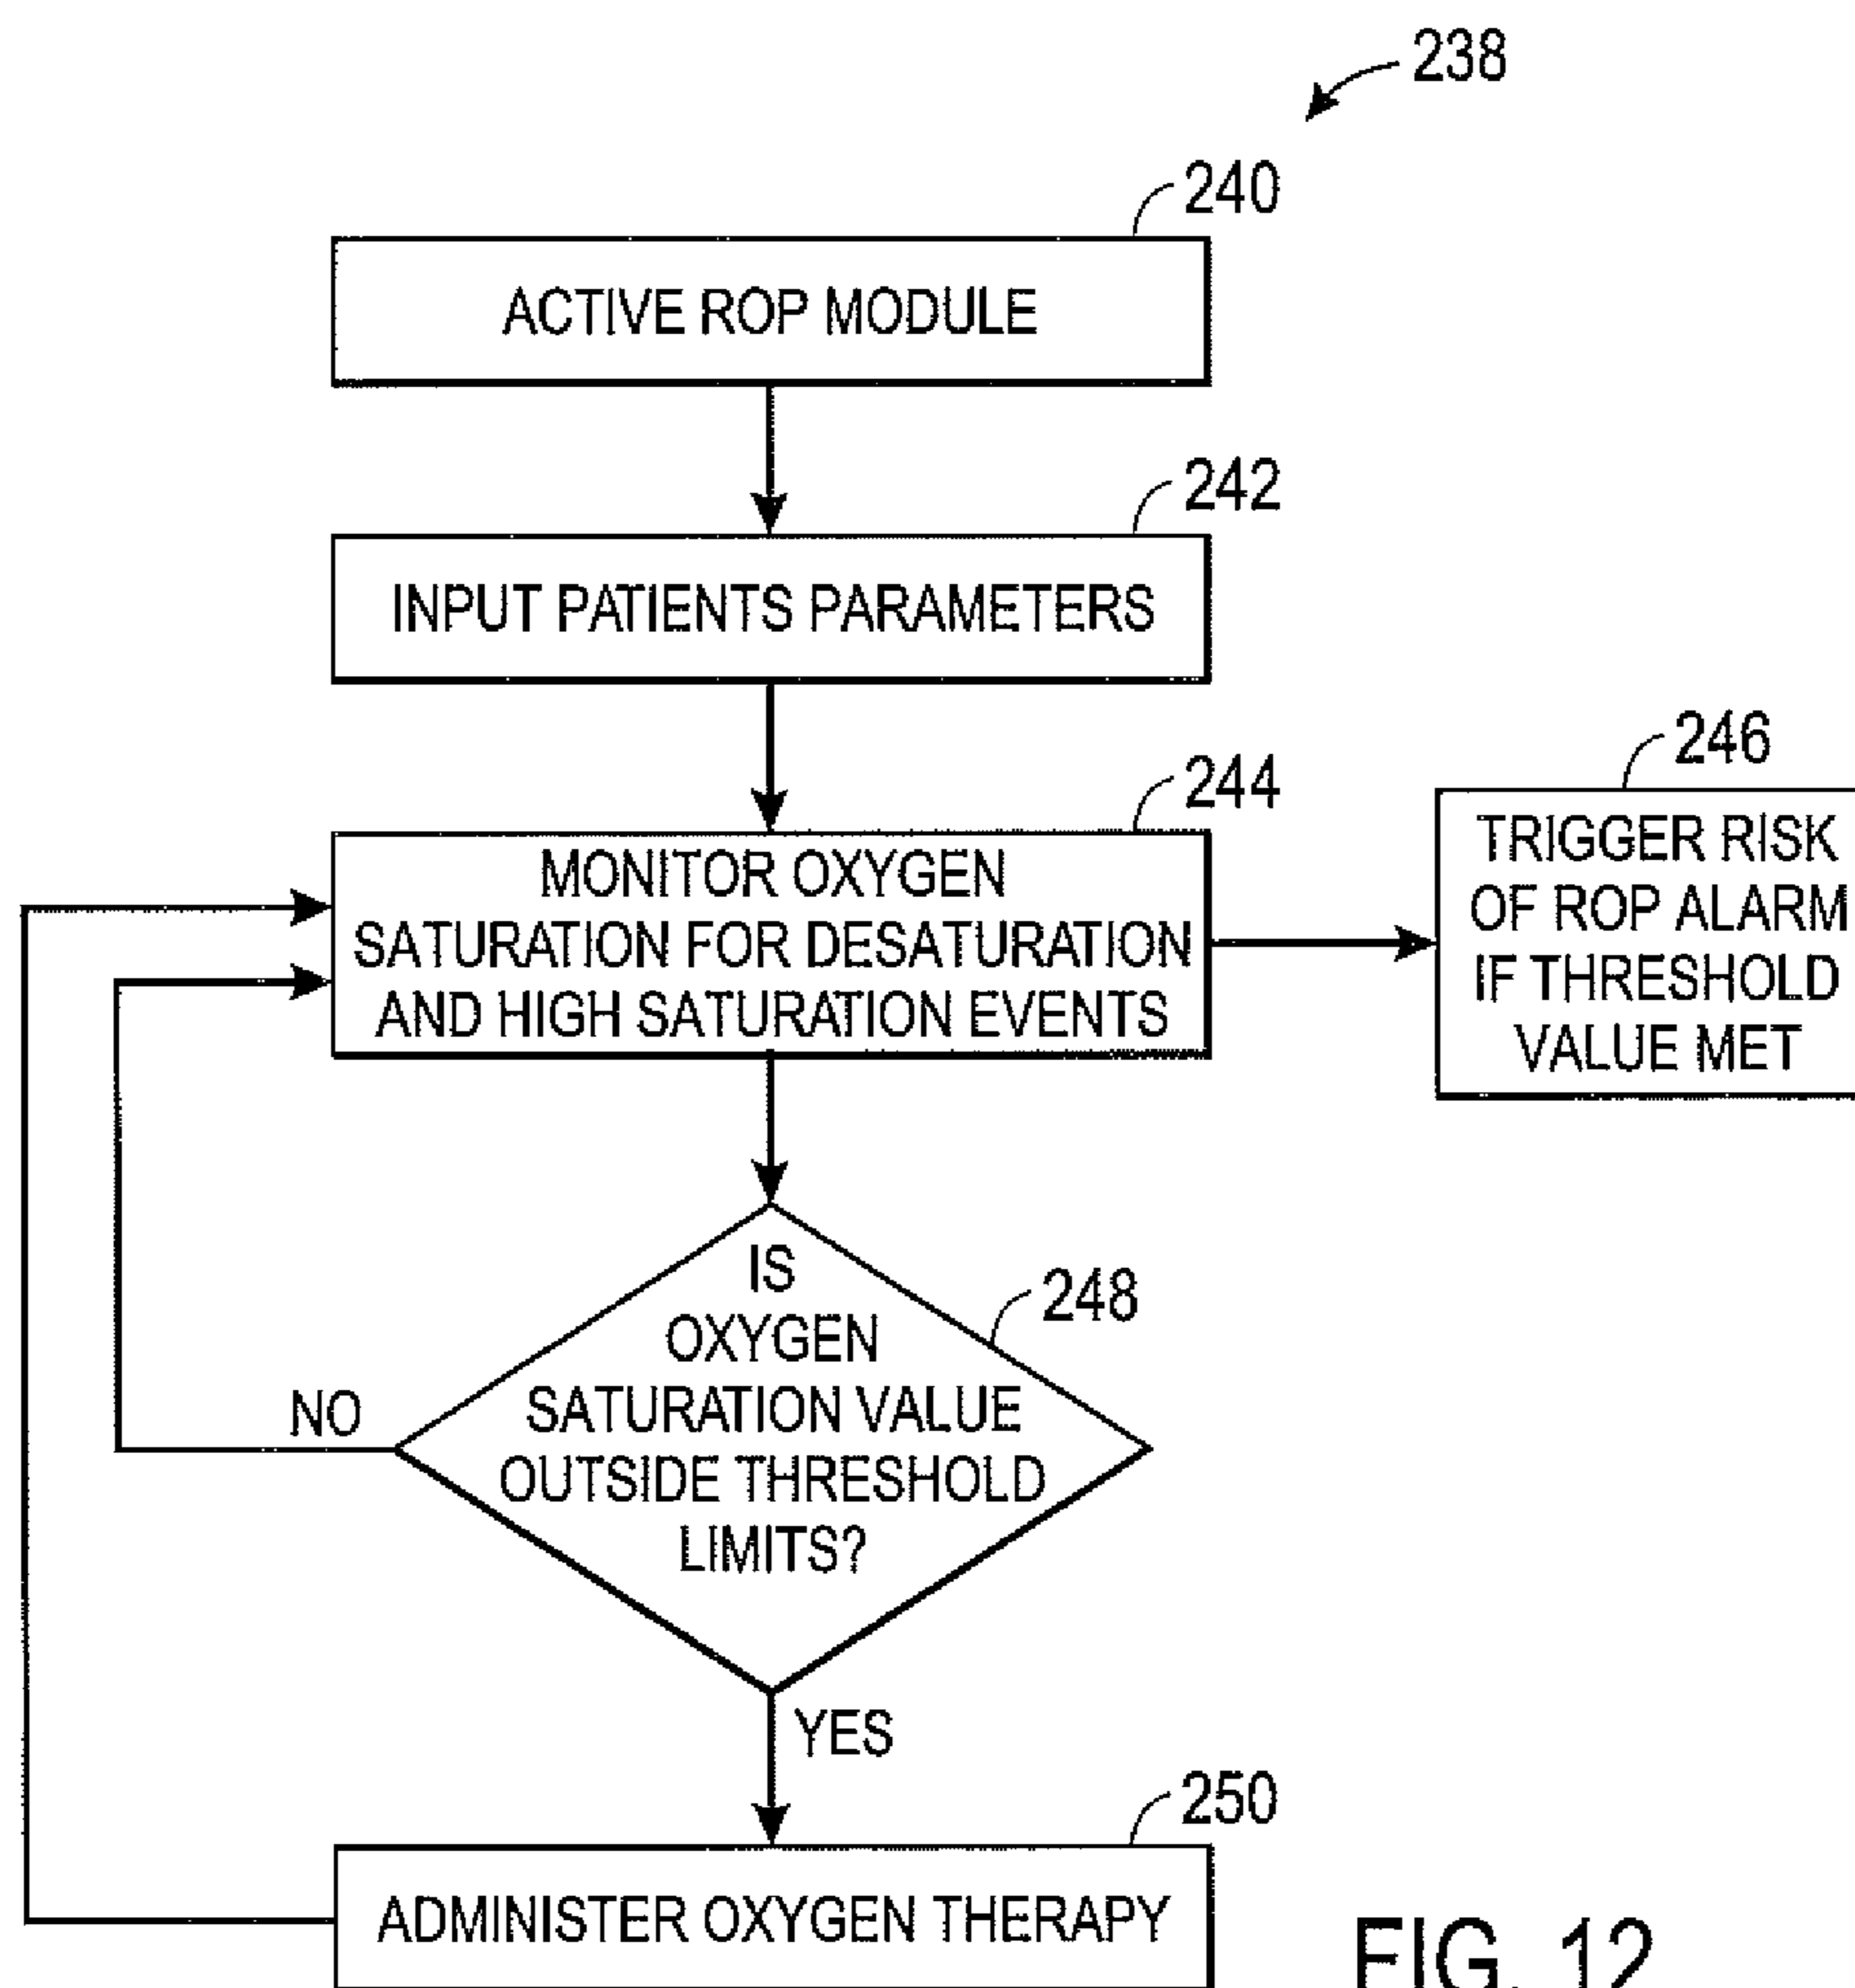 238
240
ACTIVE ROP MODULE
242
INPUT PATIENTS PARAMETERS
244
MONITOR OXYGEN
SATURATION FOR DESATURATION
AND HIGH SATURATION EVENTS
246
TRIGGER RISK
OF ROP ALARM
IF THRESHOLD
VALUE MET
248
IS
OXYGEN
SATURATION VALUE
OUTSIDE THRESHOLD
LIMITS?
NO
YES
250
ADMINISTER OXYGEN THERAPY
FIG. 12